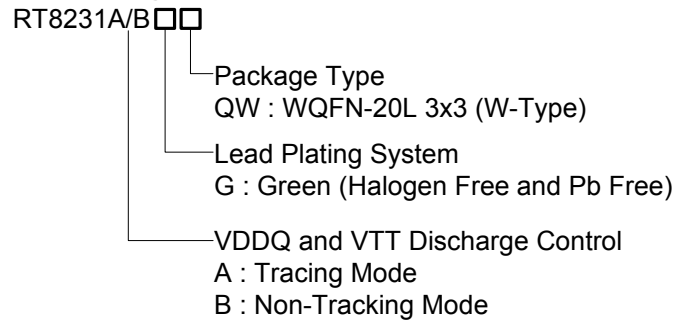 RT8231A/B
Package Type
QW : WQFN-20L 3x3 (W-Type)
Lead Plating System
G : Green (Halogen Free and Pb Free)
VDDQ and VTT Discharge Control
A : Tracing Mode
B : Non-Tracking Mode